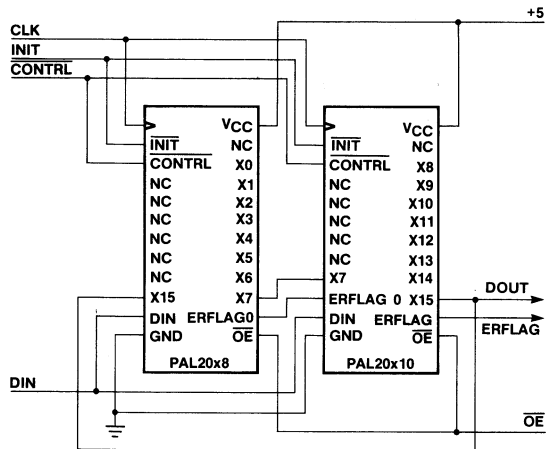 CLK
+5
INIT
CONTRL
VCC
INIT
NC
CONTRL
X0
NC
X1
NC
X2
NC
X3
NC
X4
NC
X5
NC
X6
X15
X7
DIN
ERFLAG0
GND
OE
PAL20x8
VCC
INIT
NC
CONTRL
X8
NC
X9
NC
X10
NC
X11
NC
X12
NC
X13
X7
X14
ERFLAG 0
X15
DIN
ERFLAG
GND
OE
PAL20x10
DOUT
ERFLAG
DIN
OE